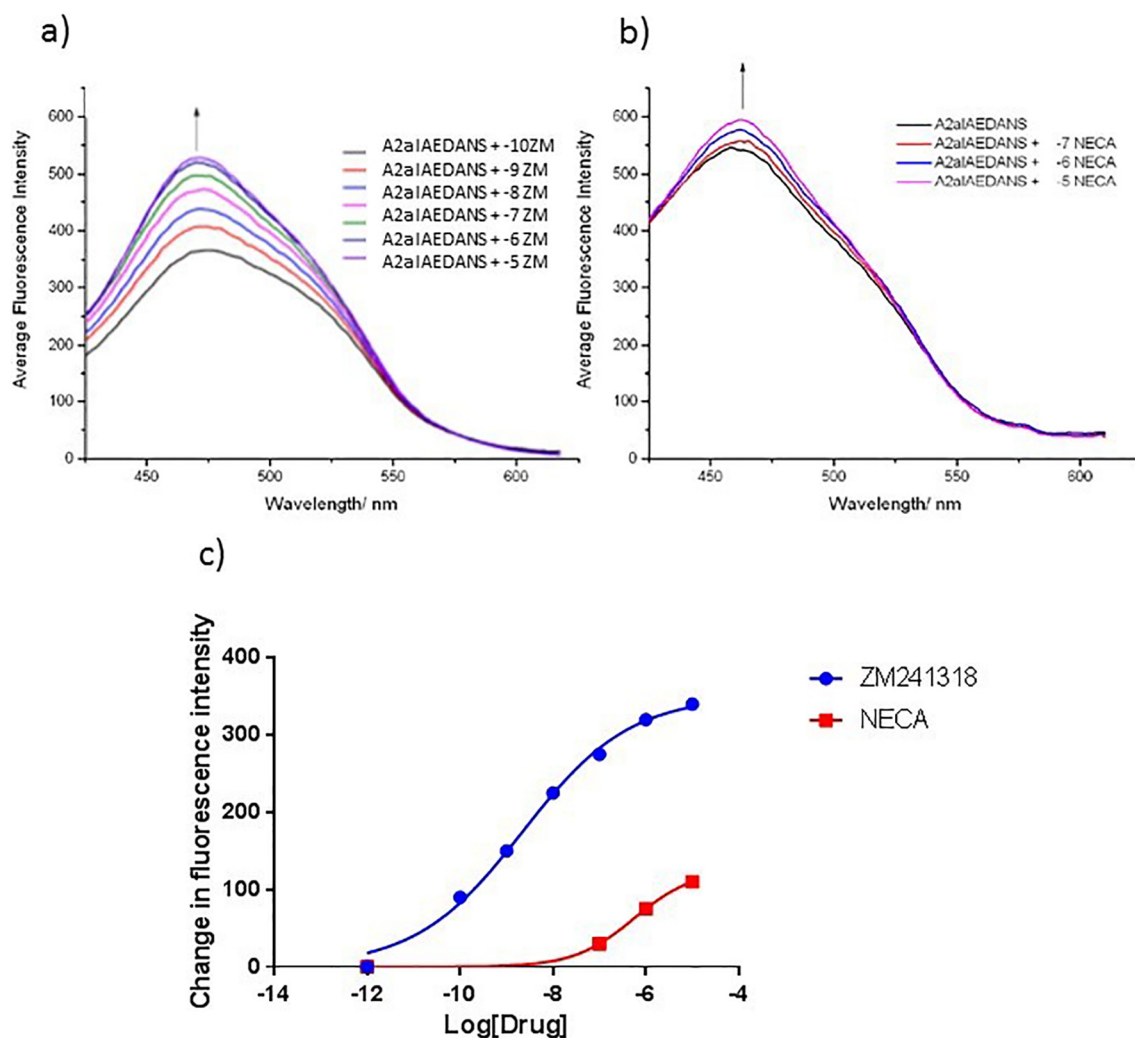 a)
b)
600
500
400
300
200
100
0
Average Fluorescence Intensity
450
500
550
600
Wavelength/ nm
A2aIAEDANS + -10ZM
A2aIAEDANS + -9 ZM
A2aIAEDANS + -8 ZM
A2aIAEDANS + -7 ZM
A2aIAEDANS + -6 ZM
A2aIAEDANS + -5 ZM
600
500
400
300
200
100
0
Average Fluorescence Intensity
450
500
550
600
Wavelength/ nm
A2aIAEDANS
A2aIAEDANS + -7 NECA
A2aIAEDANS + -6 NECA
A2aIAEDANS + -5 NECA
c)
400
300
200
100
0
Change in fluorescence intensity
-14
-12
-10
-8
-6
-4
Log[Drug]
ZM241318
NECA